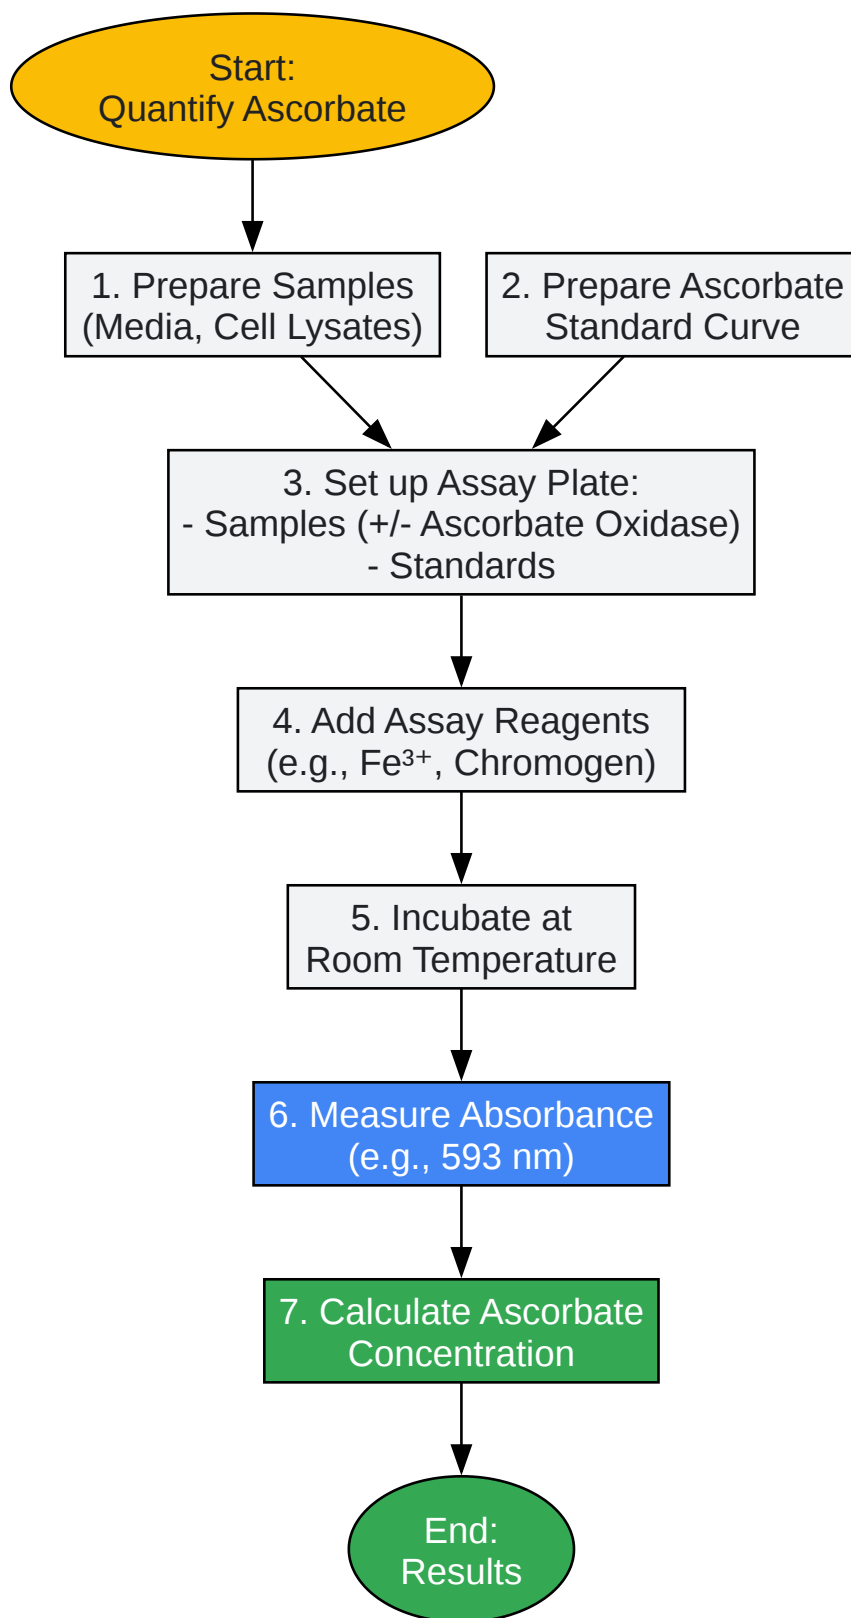 Start:
Quantify Ascorbate
1. Prepare Samples
(Media, Cell Lysates)
2. Prepare Ascorbate
Standard Curve
3. Set up Assay Plate:
- Samples (+/- Ascorbate Oxidase)
- Standards
4. Add Assay Reagents
(e.g., Fe³⁺, Chromogen)
5. Incubate at
Room Temperature
6. Measure Absorbance
(e.g., 593 nm)
7. Calculate Ascorbate
Concentration
End:
Results